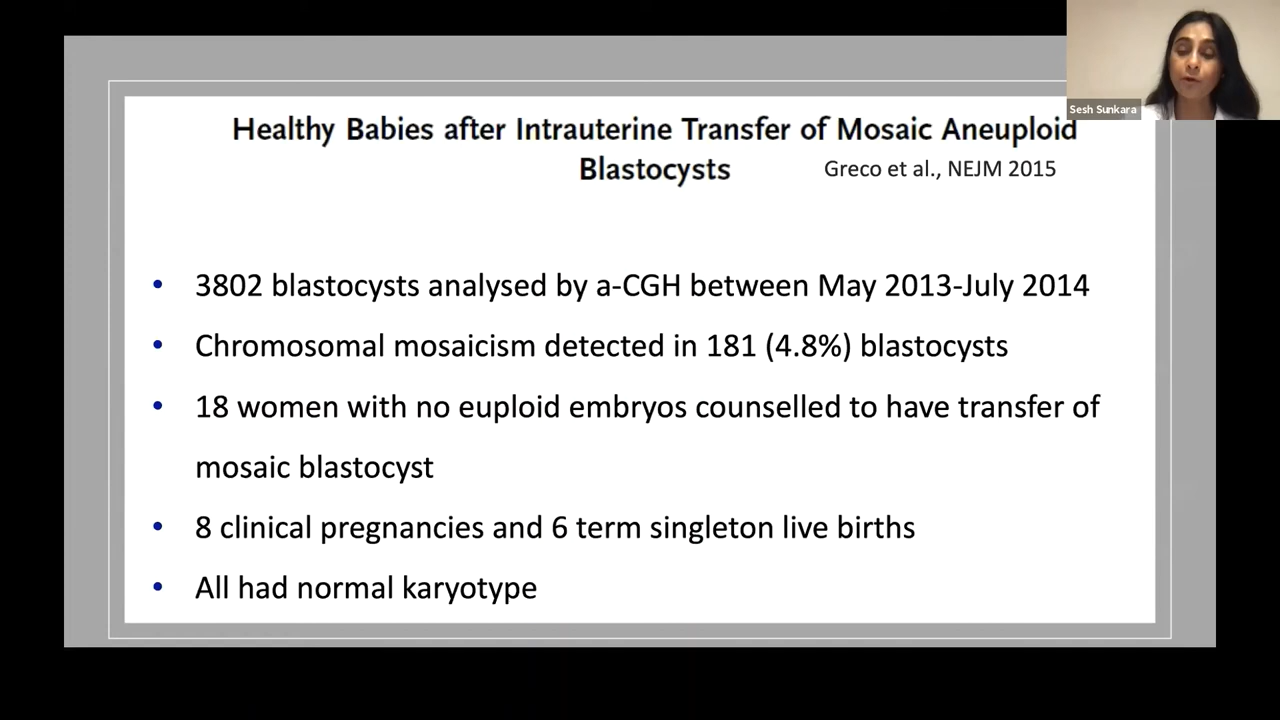 Sesh Sunkara
Healthy Babies after Intrauterine Transfer of Mosaic Aneuploid
Blastocysts
Greco et al., NEJM 2015
• 3802 blastocysts analysed by a-CGH between May 2013-July 2014
• Chromosomal mosaicism detected in 181 (4.8%) blastocysts
• 18 women with no euploid embryos counselled to have transfer of
mosaic blastocyst
• 8 clinical pregnancies and 6 term singleton live births
• All had normal karyotype